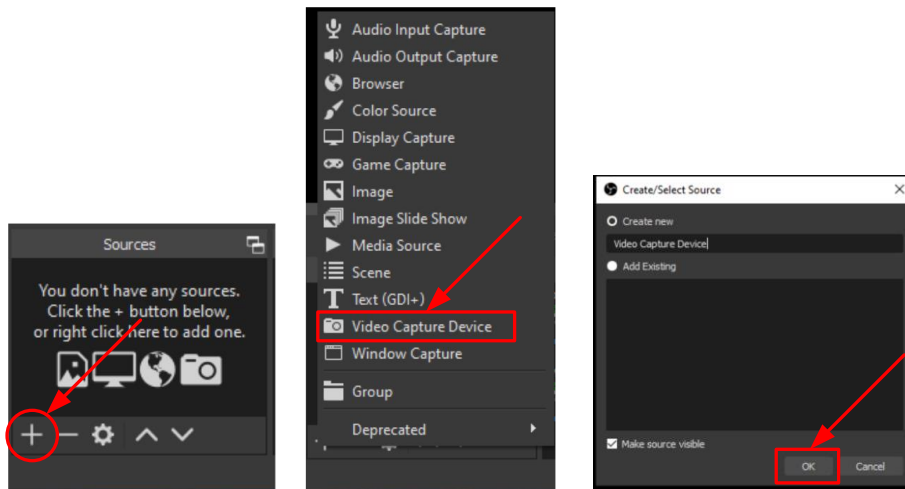 Sources
You don't have any sources.
Click the + button below,
or right click here to add one.
Audio Input Capture
Audio Output Capture
Browser
Color Source
Display Capture
Game Capture
Image
Image Slide Show
Media Source
Scene
Text (GDI+)
Video Capture Device
Window Capture
Group
Deprecated
Create/Select Source
Create new
Video Capture Device
Add Existing
Make source visible
OK
Cancel